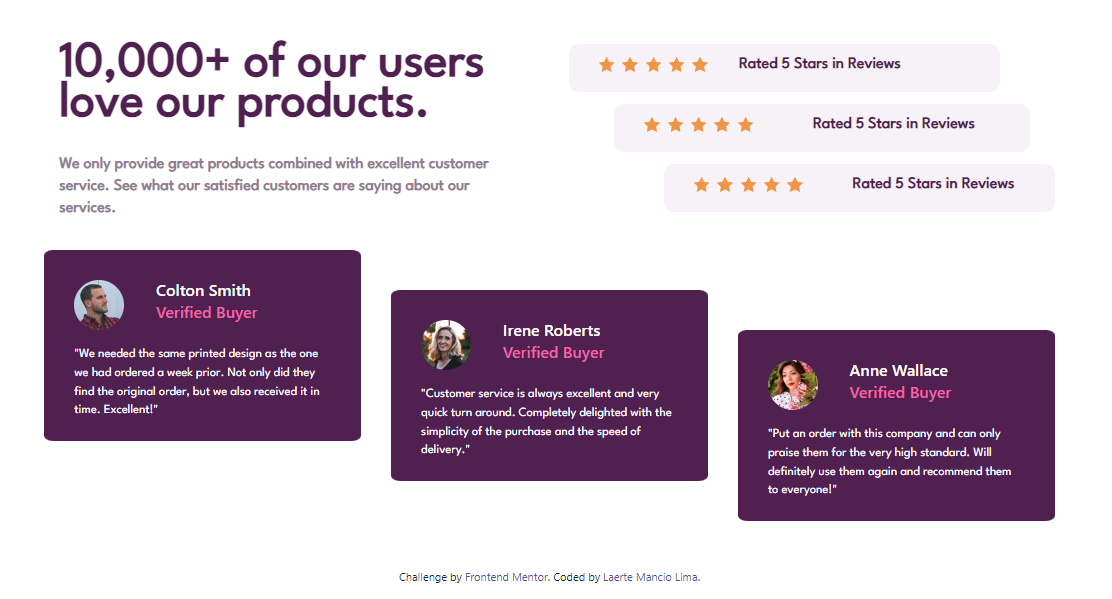 10,000+ of our users
love our products.
We only provide great products combined with excellent customer
service. See what our satisfied customers are saying about our
services.
Rated 5 Stars in Reviews
Rated 5 Stars in Reviews
Rated 5 Stars in Reviews
Colton Smith
Verified Buyer
"We needed the same printed design as the one
we had ordered a week prior. Not only did they
find the original order, but we also received it in
time. Excellent!"
Irene Roberts
Verified Buyer
"Customer service is always excellent and very
quick turn around. Completely delighted with the
simplicity of the purchase and the speed of
delivery."
Anne Wallace
Verified Buyer
"Put an order with this company and can only
praise them for the very high standard. Will
definitely use them again and recommend them
to everyone!"
Challenge by Frontend Mentor. Coded by Laerte Mancio Lima.